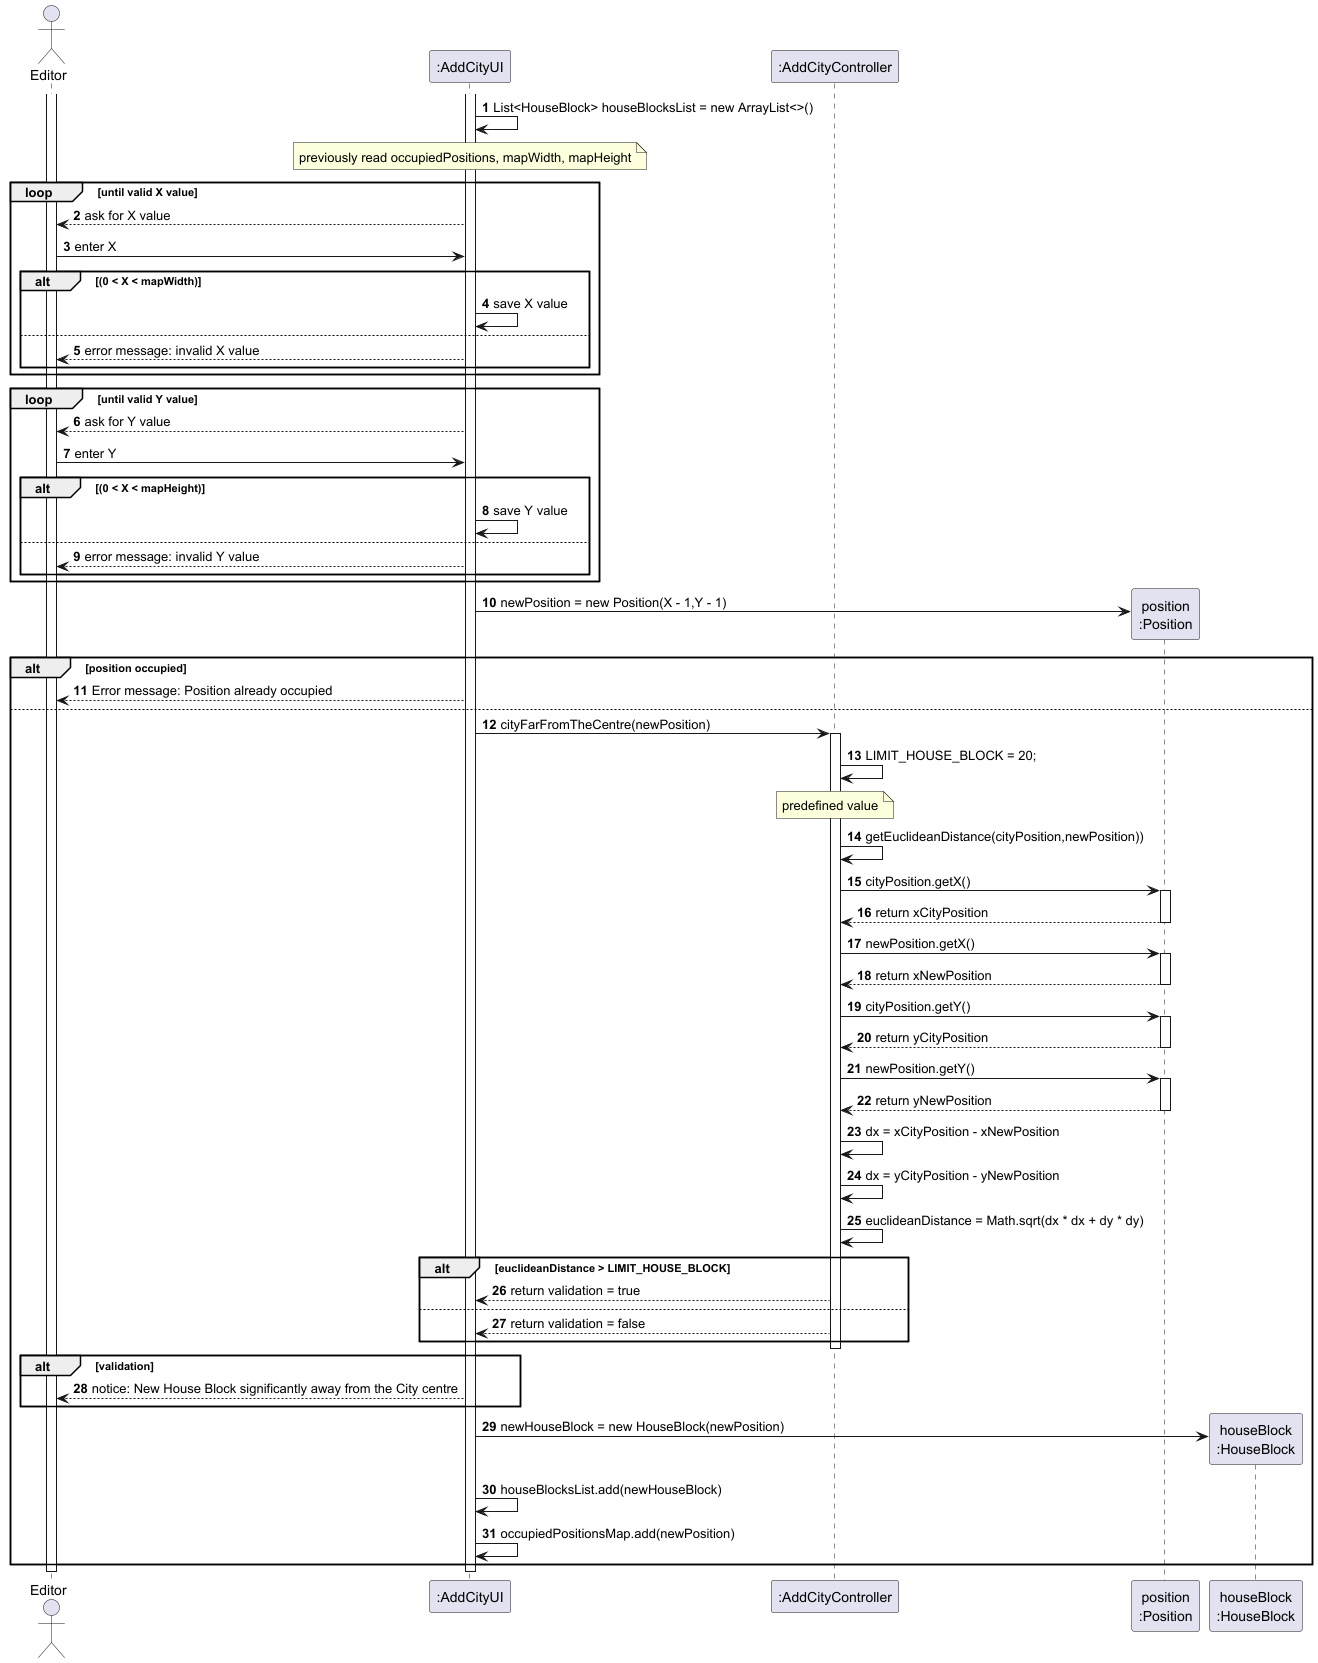 Editor
:AddCityUI
:AddCityController
1 List<HouseBlock> houseBlocksList = new ArrayList<>()
previously read occupiedPositions, mapWidth, mapHeight
loop [until valid X value]
2 ask for X value
3 enter X
alt [(0 < X < mapWidth)]
4 save X value
5 error message: invalid X value
loop [until valid Y value]
6 ask for Y value
7 enter Y
alt [(0 < X < mapHeight)]
8 save Y value
9 error message: invalid Y value
10 newPosition = new Position(X - 1,Y - 1)
position
:Position
alt [position occupied]
11 Error message: Position already occupied
12 cityFarFromTheCentre(newPosition)
13 LIMIT_HOUSE_BLOCK = 20;
predefined value
14 getEuclideanDistance(cityPosition,newPosition))
15 cityPosition.getX()
16 return xCityPosition
17 newPosition.getX()
18 return xNewPosition
19 cityPosition.getY()
20 return yCityPosition
21 newPosition.getY()
22 return yNewPosition
23 dx = xCityPosition - xNewPosition
24 dx = yCityPosition - yNewPosition
25 euclideanDistance = Math.sqrt(dx * dx + dy * dy)
alt [euclideanDistance > LIMIT_HOUSE_BLOCK]
26 return validation = true
27 return validation = false
alt [validation]
28 notice: New House Block significantly away from the City centre
29 newHouseBlock = new HouseBlock(newPosition)
houseBlock
:HouseBlock
30 houseBlocksList.add(newHouseBlock)
31 occupiedPositionsMap.add(newPosition)
Editor
:AddCityUI
:AddCityController
position
:Position
houseBlock
:HouseBlock